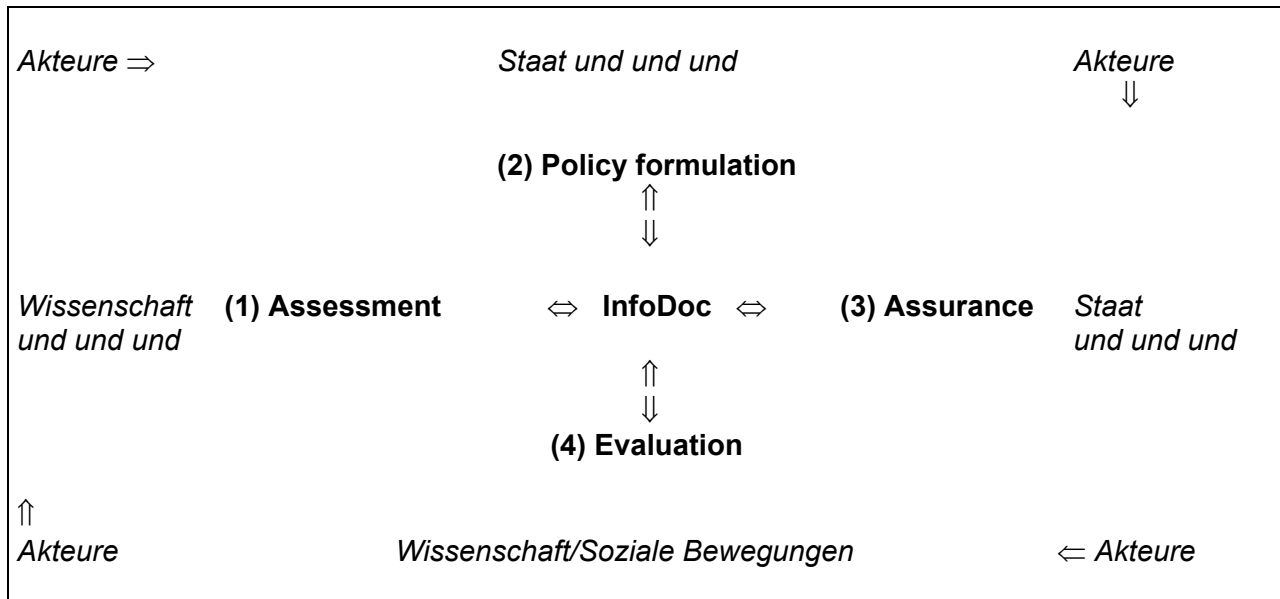 Akteure ⇒ Staat und und und Akteure
⇓
(2) Policy formulation
⇑
⇓
Wissenschaft (1) Assessment ⇔ InfoDoc ⇔ (3) Assurance Staat
und und und und und und
⇑
⇓
(4) Evaluation
⇑
Akteure Wissenschaft/Soziale Bewegungen ⇐ Akteure